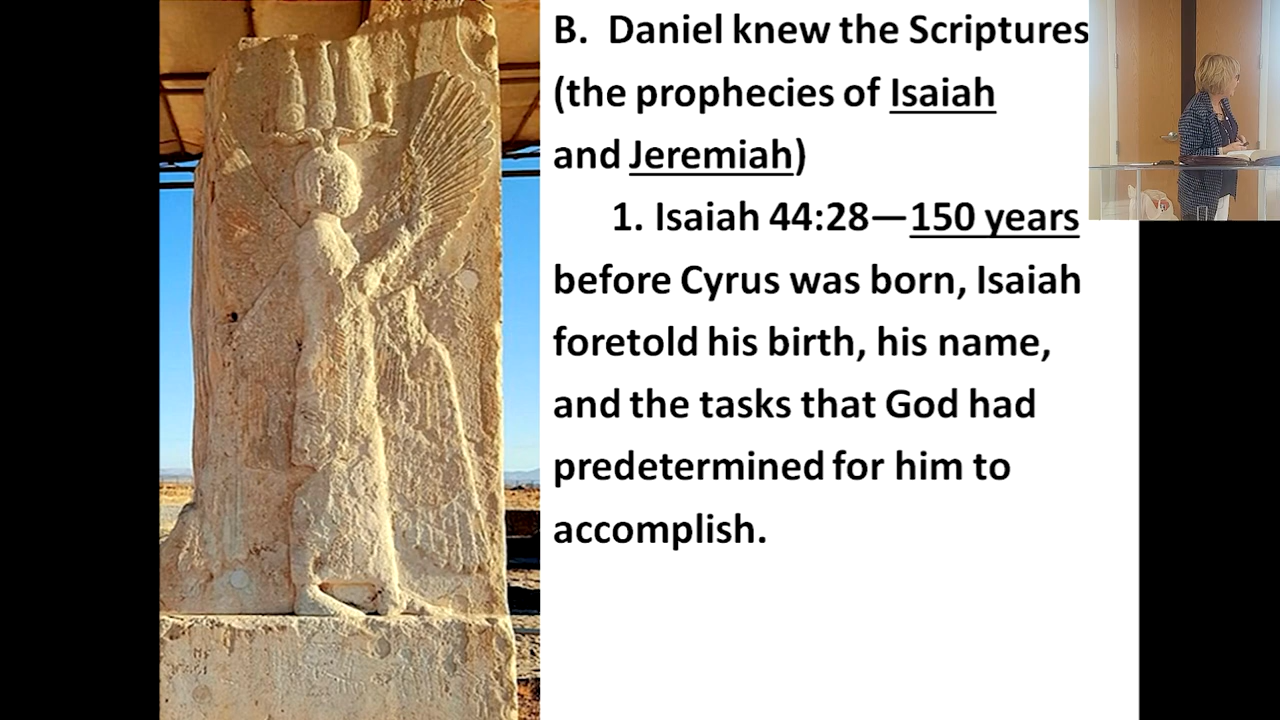 B. Daniel knew the Scriptures
(the prophecies of Isaiah
and Jeremiah)
1. Isaiah 44:28—150 years
before Cyrus was born, Isaiah
foretold his birth, his name,
and the tasks that God had
predetermined for him to
accomplish.